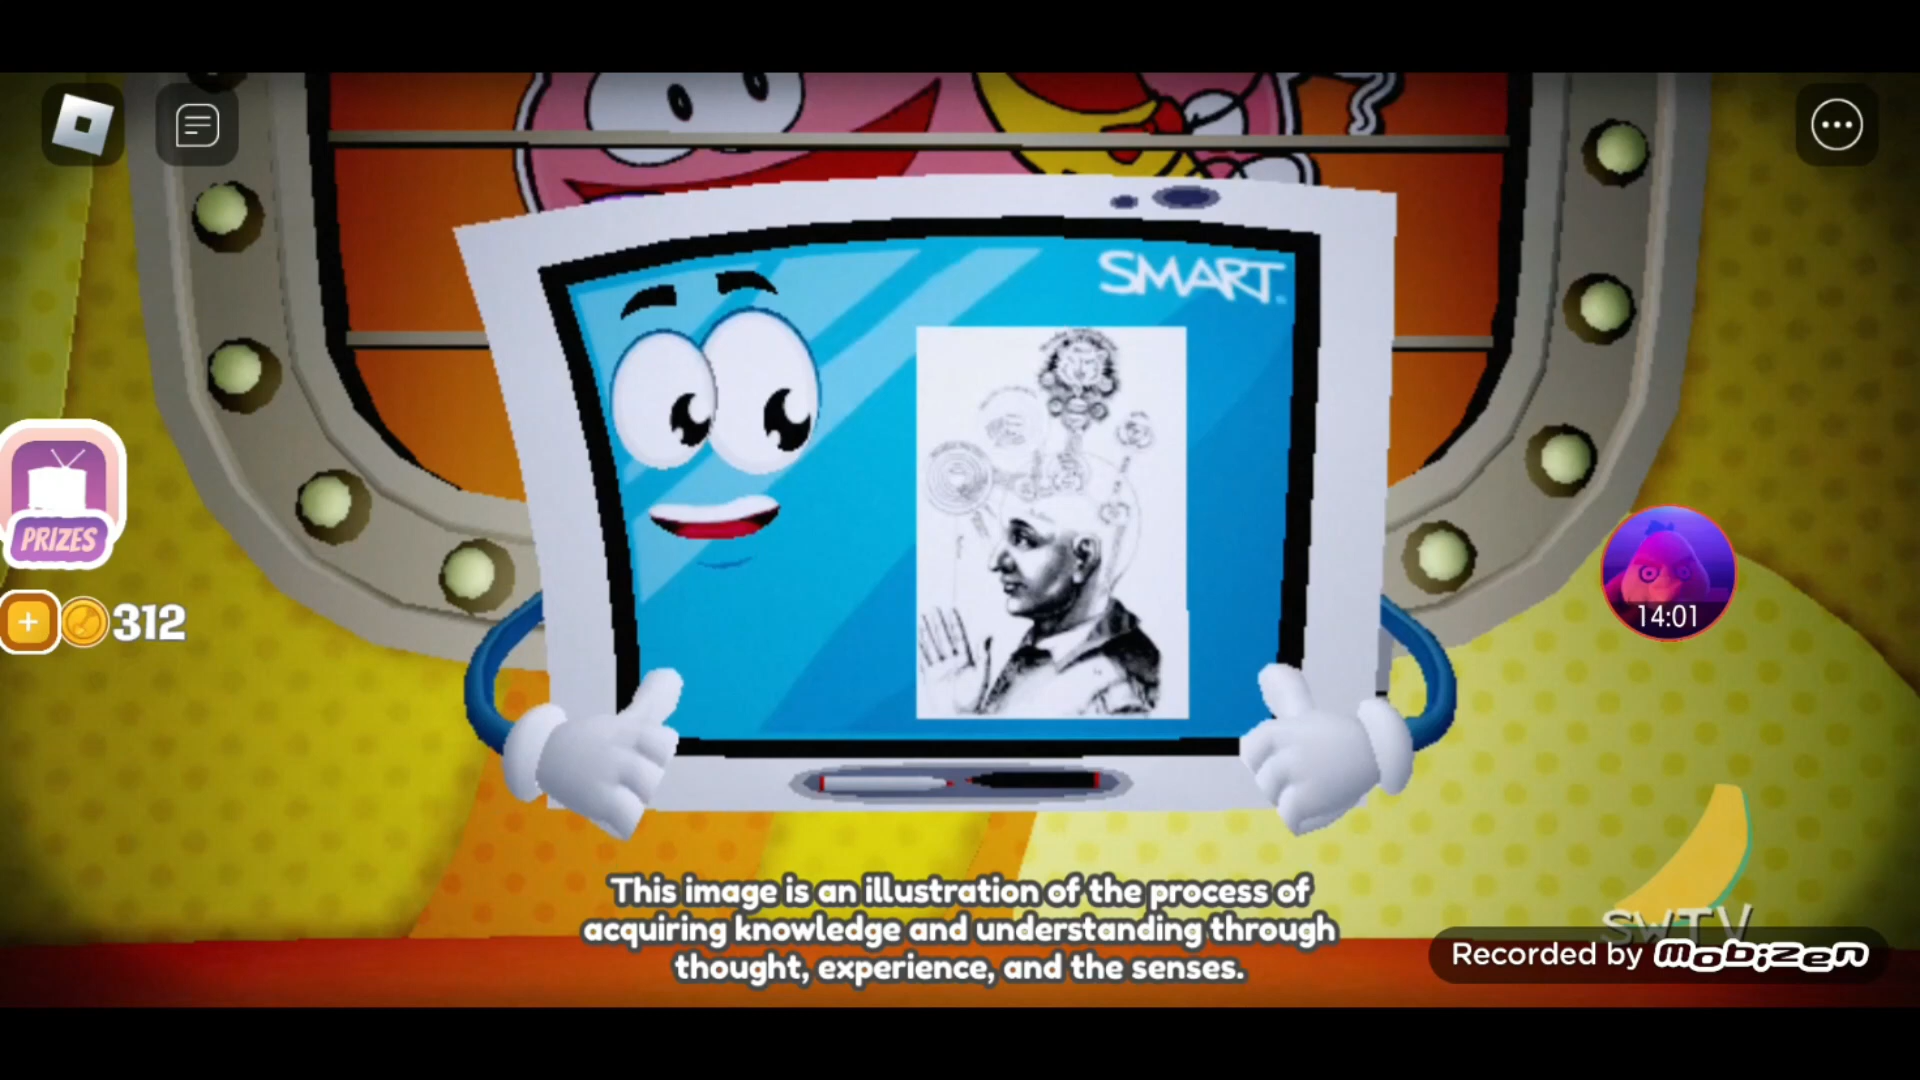 SMART
PRIZES
312
14:01
This image is an illustration of the process of
acquiring knowledge and understanding through
thought, experience, and the senses.
SWTV
Recorded by mobizen